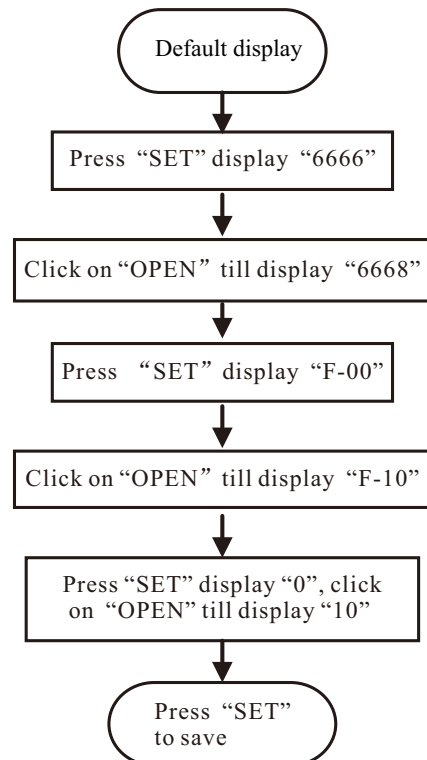 Default display
Press “SET” display “6666”
Click on “OPEN” till display “6668”
Press “SET” display “F-00”
Click on “OPEN” till display “F-10”
Press “SET” display “0”, click
on “OPEN” till display “10”
Press “SET”
to save